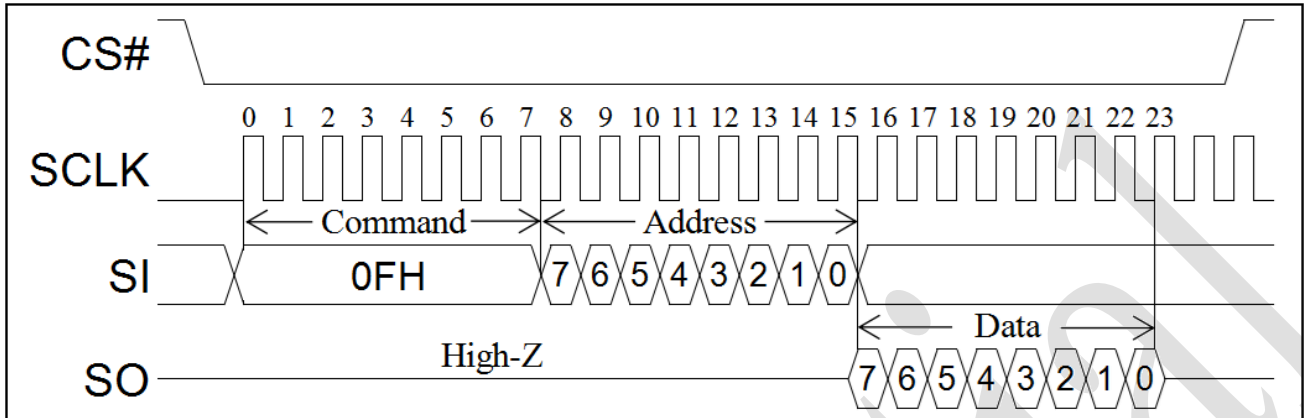 CS#
0 1 2 3 4 5 6 7 8 9 10 11 12 13 14 15 16 17 18 19 20 21 22 23
SCLK
Command Address
SI 0FH 7 6 5 4 3 2 1 0
Data
High-Z
SO 7 6 5 4 3 2 1 0